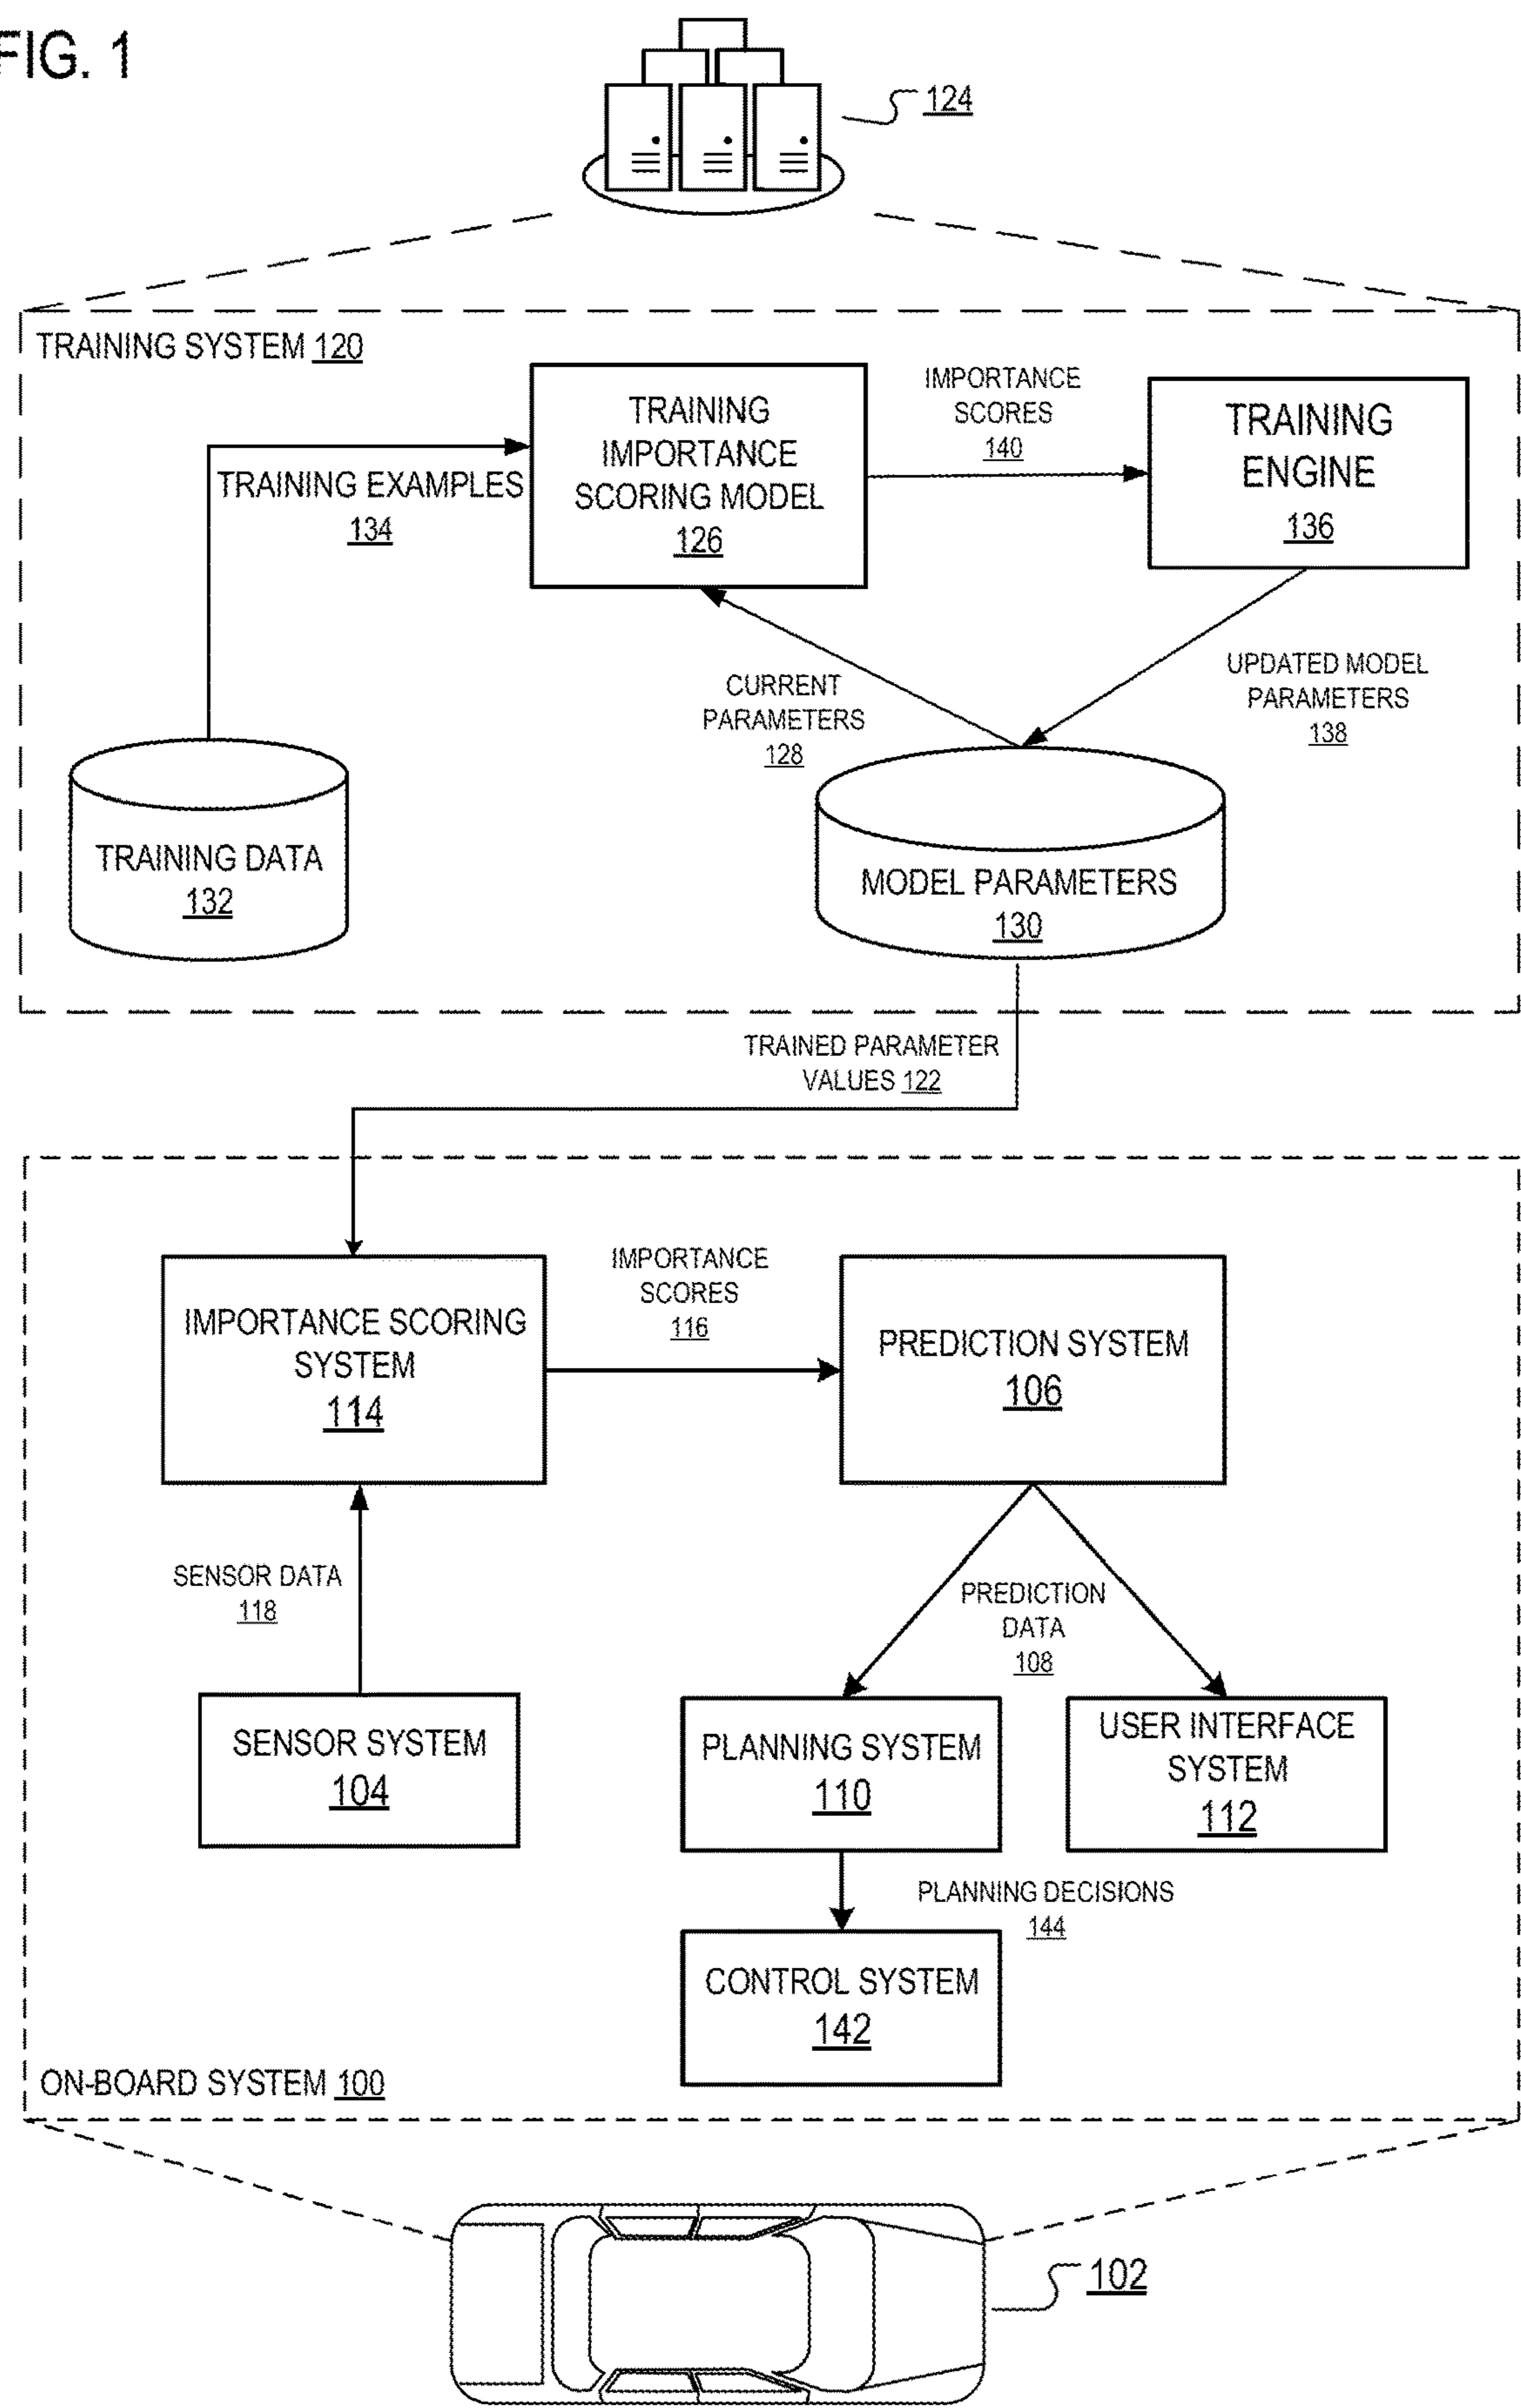 FIG. 1
124
TRAINING SYSTEM 120
TRAINING
IMPORTANCE
SCORING MODEL
126
IMPORTANCE
SCORES
140
TRAINING
ENGINE
136
TRAINING EXAMPLES
134
CURRENT
PARAMETERS
128
UPDATED MODEL
PARAMETERS
138
TRAINING DATA
132
MODEL PARAMETERS
130
TRAINED PARAMETER
VALUES 122
IMPORTANCE SCORING
SYSTEM
114
IMPORTANCE
SCORES
116
PREDICTION SYSTEM
106
SENSOR DATA
118
PREDICTION
DATA
108
SENSOR SYSTEM
104
PLANNING SYSTEM
110
USER INTERFACE
SYSTEM
112
PLANNING DECISIONS
144
CONTROL SYSTEM
142
ON-BOARD SYSTEM 100
102